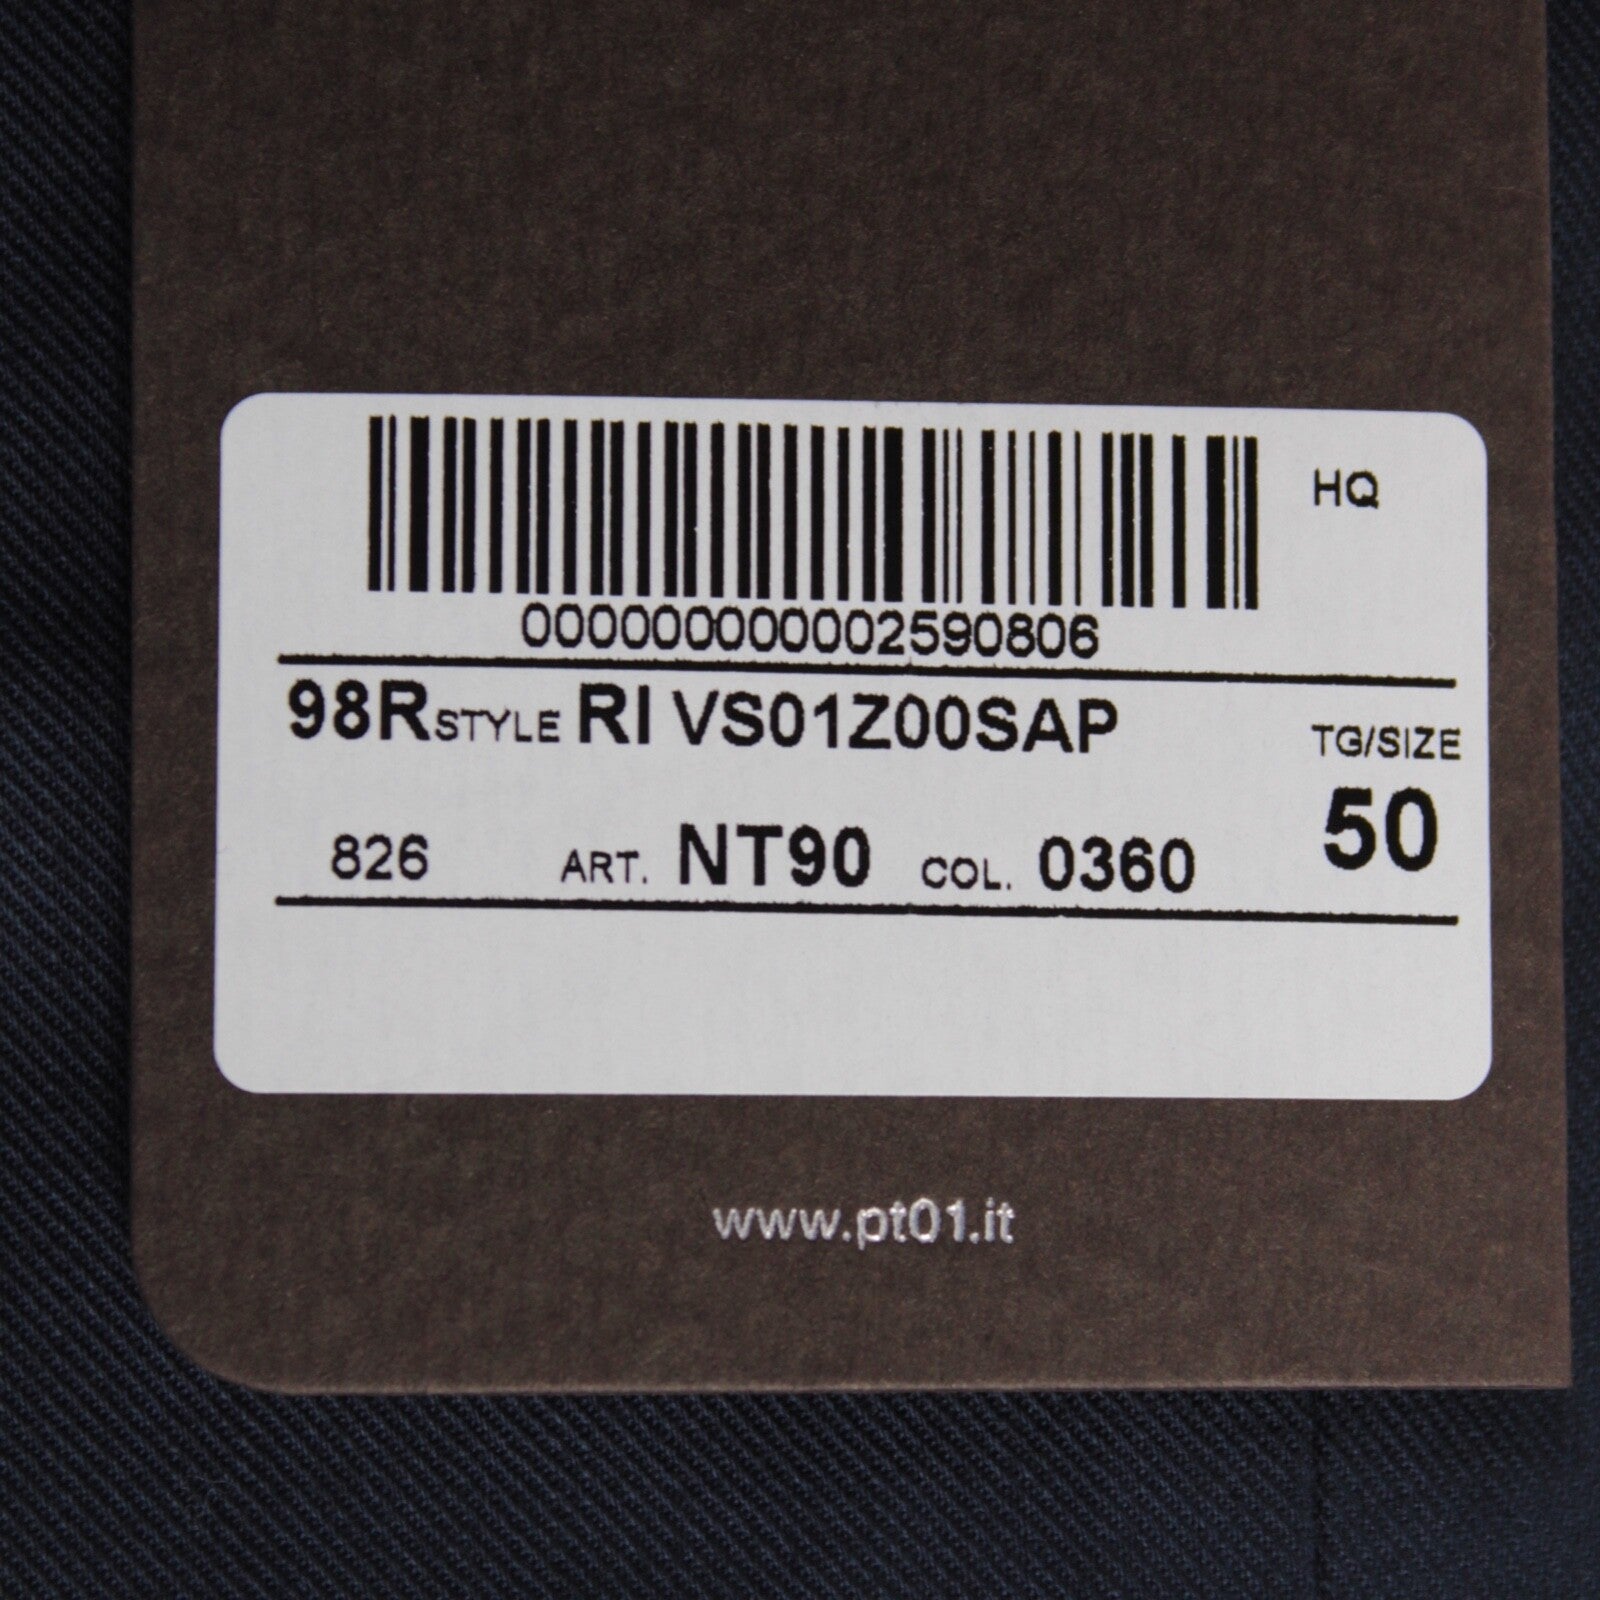 HQ
000000000002590806
98R STYLE RI VS01Z00SAP
TG/SIZE
50
826 ART. NT90 COL. 0360
www.pt01.it